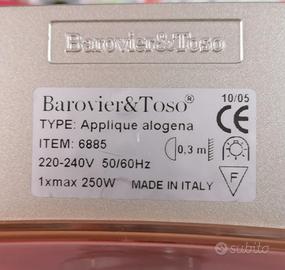 Barovier&Toso
Barovier&Toso®
10/05
TYPE: Applique alogena
CE
ITEM: 6885
0,3 m
220-240V 50/60Hz
F
1xmax 250W MADE IN ITALY
subito